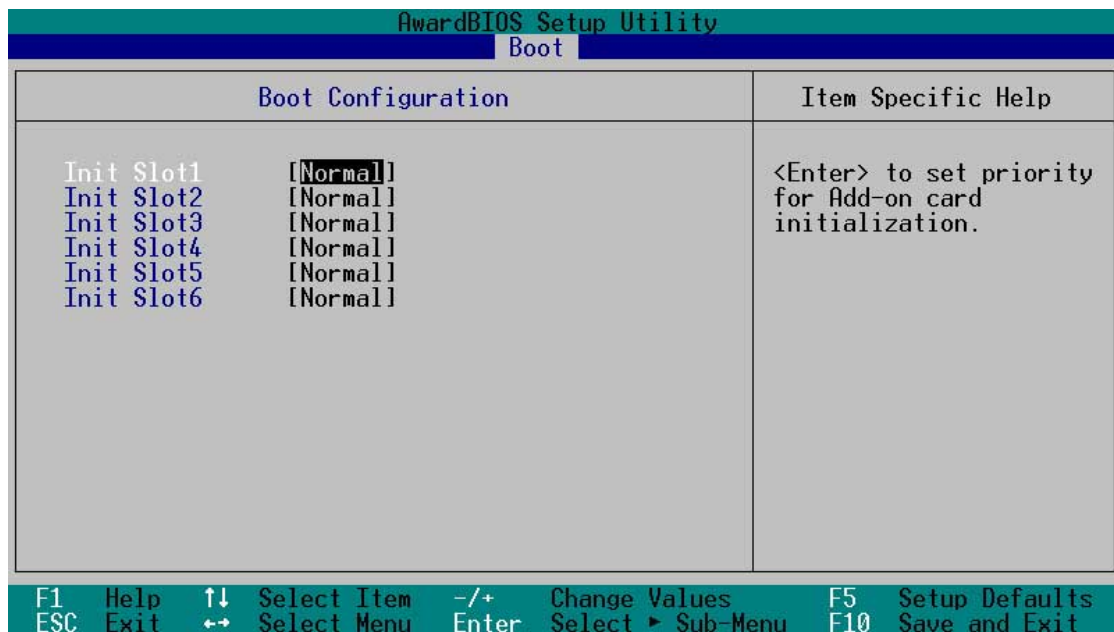 AwardBIOS Setup Utility
Boot
Boot Configuration
Item Specific Help
Init Slot1 [Normal]
Init Slot2 [Normal]
Init Slot3 [Normal]
Init Slot4 [Normal]
Init Slot5 [Normal]
Init Slot6 [Normal]
<Enter> to set priority
for Add-on card
initialization.
F1 Help ↑↓ Select Item -/+ Change Values F5 Setup Defaults
ESC Exit ←→ Select Menu Enter Select ► Sub-Menu F10 Save and Exit